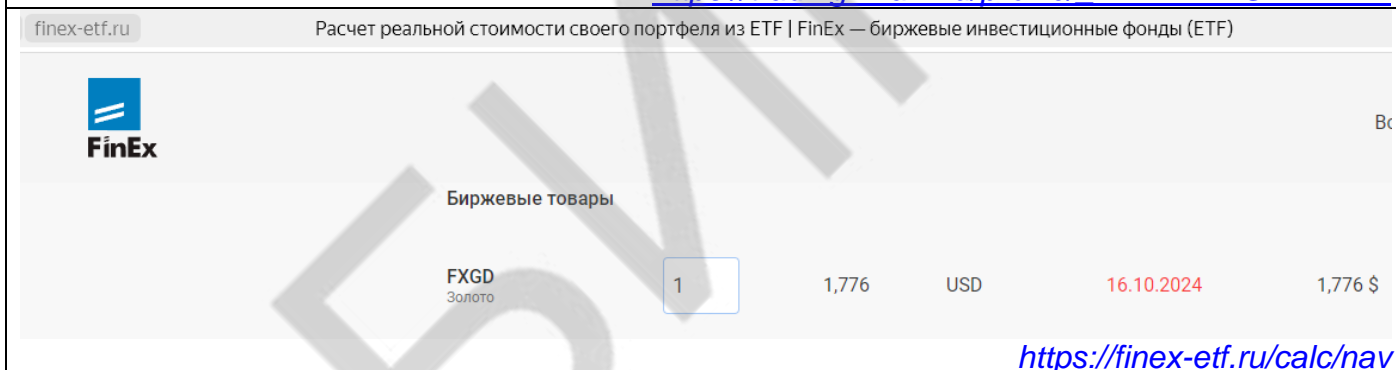 finex-etf.ru Расчет реальной стоимости своего портфеля из ETF | FinEx — биржевые инвестиционные фонды (ETF)
FinEx
Биржевые товары
FXGD 1 1,776 USD 16.10.2024 1,776 $
Золото
https://finex-etf.ru/calc/nav